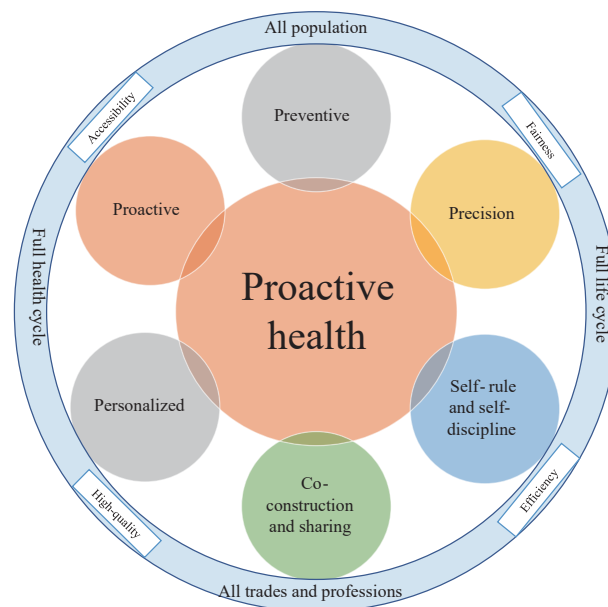 All population
Accessibility
Fairness
Preventive
Proactive
Precision
Full health cycle
Proactive
health
Full life cycle
Personalized
Self- rule
and self-
discipline
Co-
construction
and sharing
High-quality
Efficiency
All trades and professions